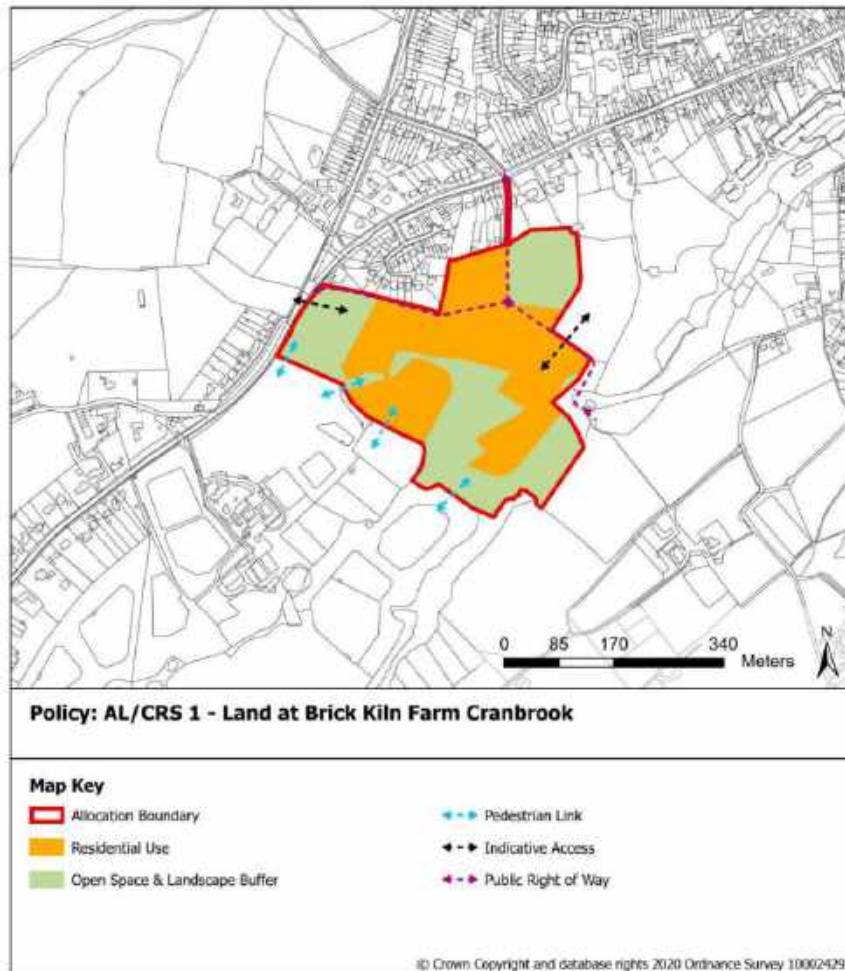 N
0 85 170 340
Meters
Policy: AL/CRS 1 - Land at Brick Kiln Farm Cranbrook
Map Key
Allocation Boundary
Residential Use
Open Space & Landscape Buffer
Pedestrian Link
Indicative Access
Public Right of Way
© Crown Copyright and database rights 2020 Ordnance Survey 10002429